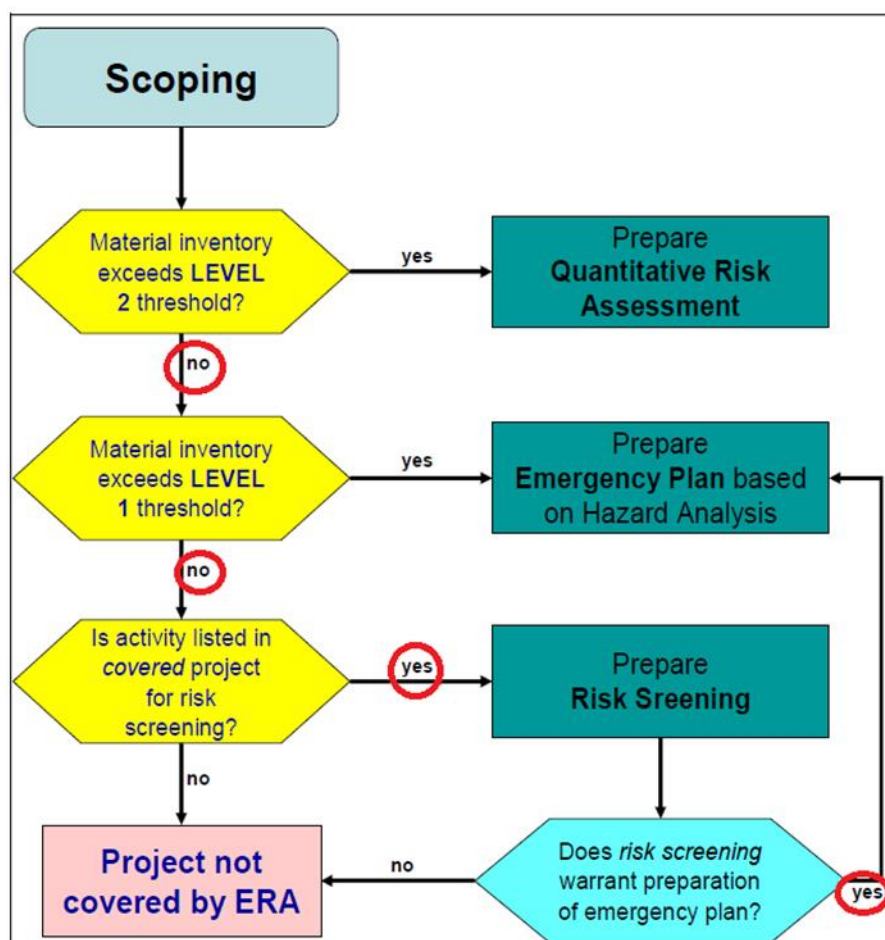 Scoping
Material inventory
exceeds LEVEL
2 threshold?
yes
Prepare
Quantitative Risk
Assessment
no
Material inventory
exceeds LEVEL
1 threshold?
yes
Prepare
Emergency Plan based
on Hazard Analysis
no
Is activity listed in
covered project
for risk
screening?
yes
Prepare
Risk Sreening
no
Project not
covered by ERA
no
Does risk screening
warrant preparation
of emergency plan?
yes